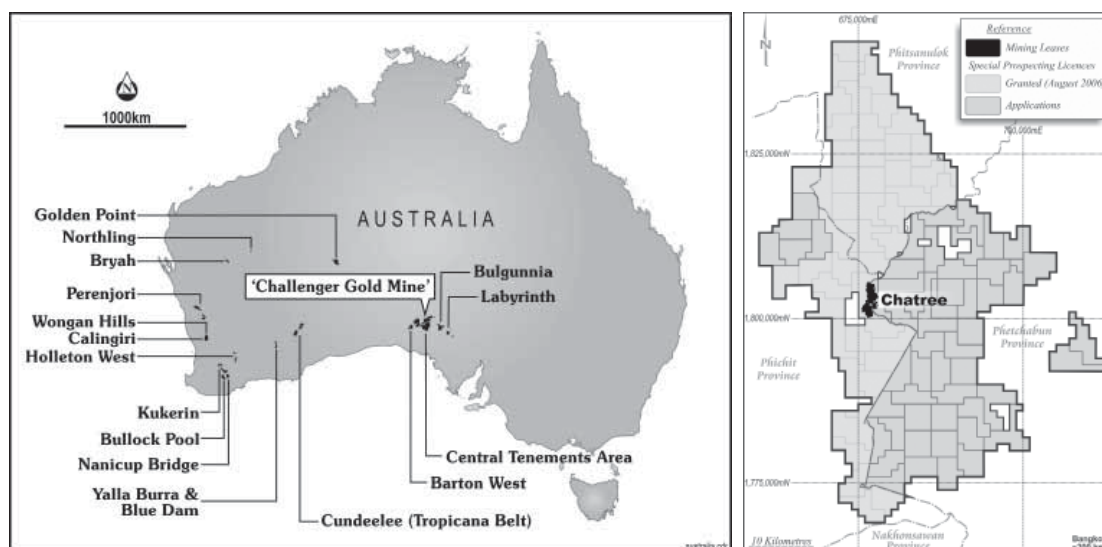 1000km
AUSTRALIA
Golden Point
Northling
Bryah
'Challenger Gold Mine'
Bulgunnia
Labyrinth
Perenjori
Wongan Hills
Calingiri
Holleton West
Kukerin
Bullock Pool
Nanicup Bridge
Yalla Burra &
Blue Dam
Central Tenements Area
Barton West
Cundeelee (Tropicana Belt)
675,000mE
N
Reference
Mining Leases
Special Prospecting Licences
Granted (August 2006)
Applications
Phitsanulok
Province
700,000mE
1,825,000mN
Chatree
1,800,000mN
Phetchabun
Province
Phichit
Province
1,775,000mN
10 Kilometres
Nakhonsawan
Province